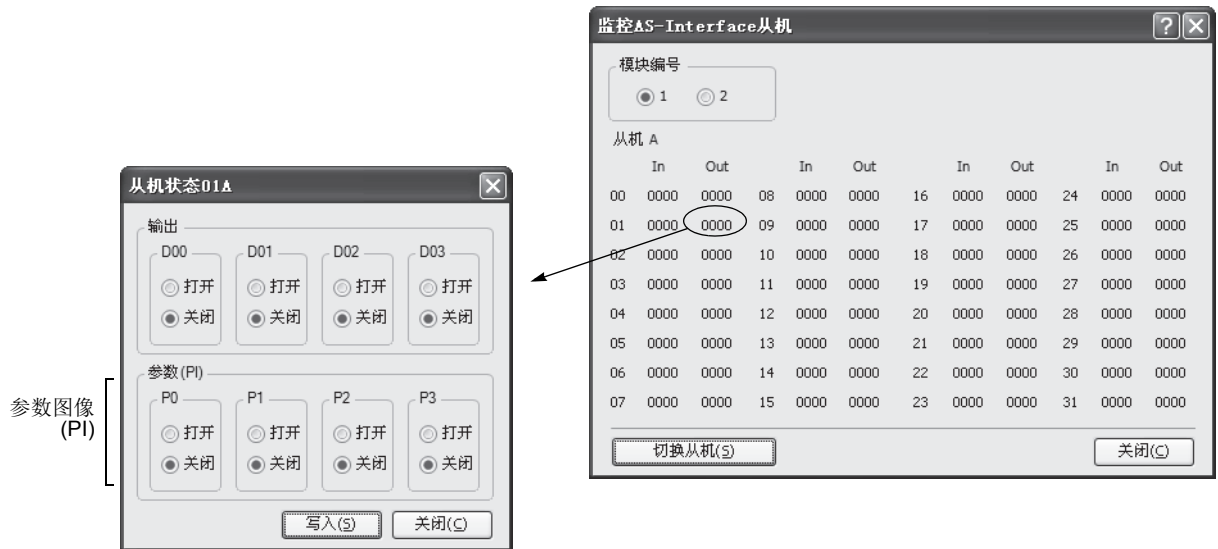 监控AS-Interface从机
模块编号
1 2
从机 A
In Out In Out In Out In Out
00 0000 0000 08 0000 0000 16 0000 0000 24 0000 0000
01 0000 0000 09 0000 0000 17 0000 0000 25 0000 0000
02 0000 0000 10 0000 0000 18 0000 0000 26 0000 0000
03 0000 0000 11 0000 0000 19 0000 0000 27 0000 0000
04 0000 0000 12 0000 0000 20 0000 0000 28 0000 0000
05 0000 0000 13 0000 0000 21 0000 0000 29 0000 0000
06 0000 0000 14 0000 0000 22 0000 0000 30 0000 0000
07 0000 0000 15 0000 0000 23 0000 0000 31 0000 0000
切换从机(S) 关闭(C)
从机状态01A
输出
DO0 DO1 DO2 DO3
打开 打开 打开 打开
关闭 关闭 关闭 关闭
参数(PI)
P0 P1 P2 P3
打开 打开 打开 打开
关闭 关闭 关闭 关闭
写入(S) 关闭(C)
参数图像
(PI)